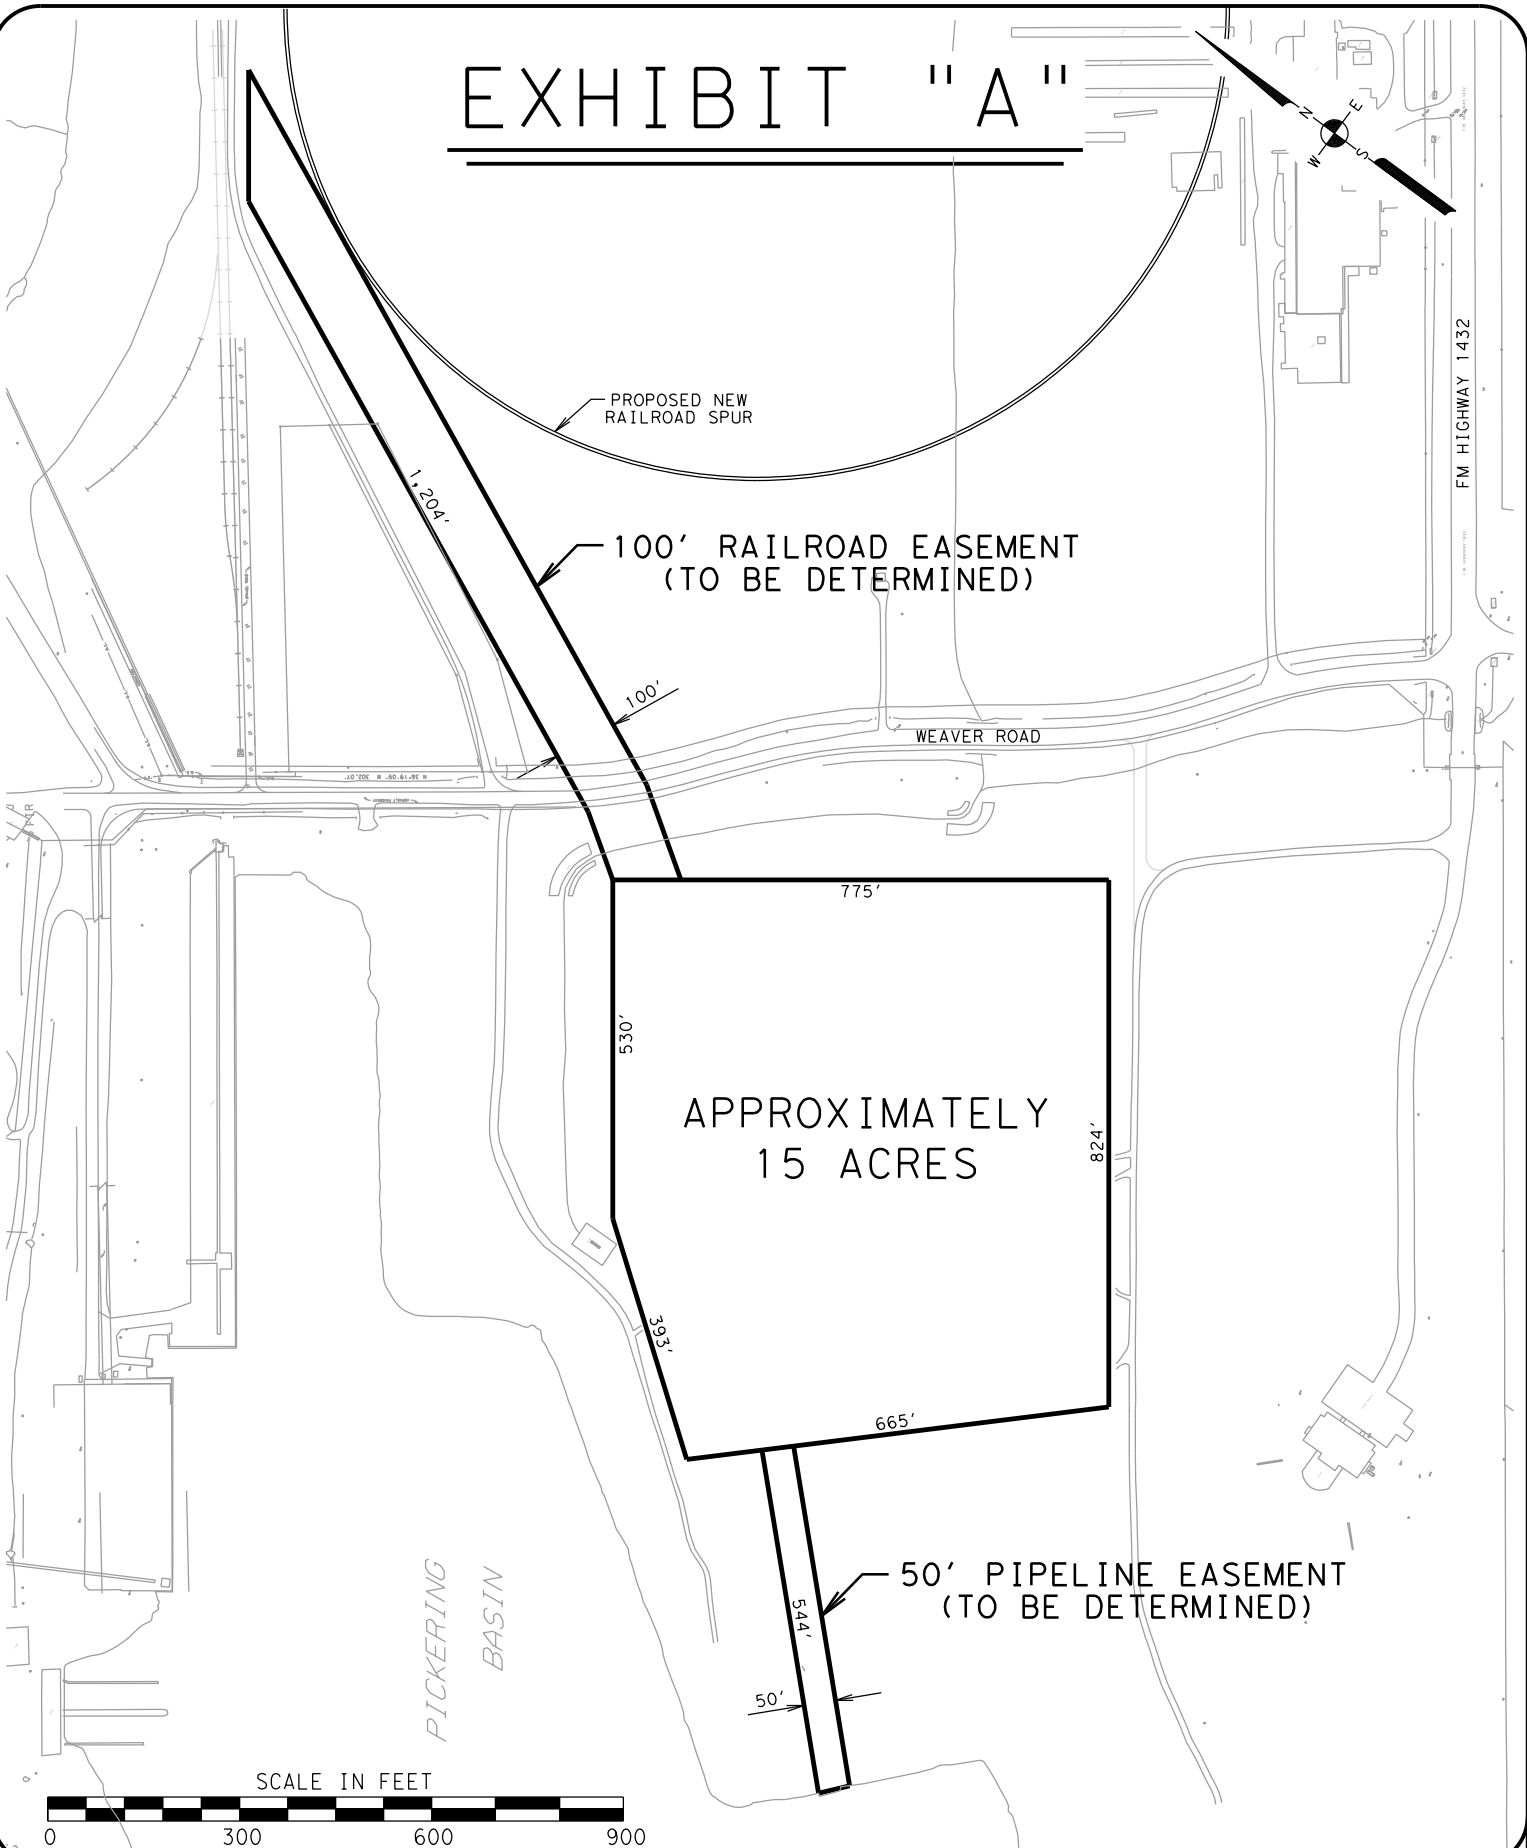 EXHIBIT "A"
N
E
W
S
FM HIGHWAY 1432
PROPOSED NEW
RAILROAD SPUR
1,204'
100' RAILROAD EASEMENT
(TO BE DETERMINED)
100'
WEAVER ROAD
775'
530'
APPROXIMATELY
15 ACRES
824'
393'
665'
50' PIPELINE EASEMENT
(TO BE DETERMINED)
544'
50'
PICKERING
BASIN
SCALE IN FEET
0 300 600 900